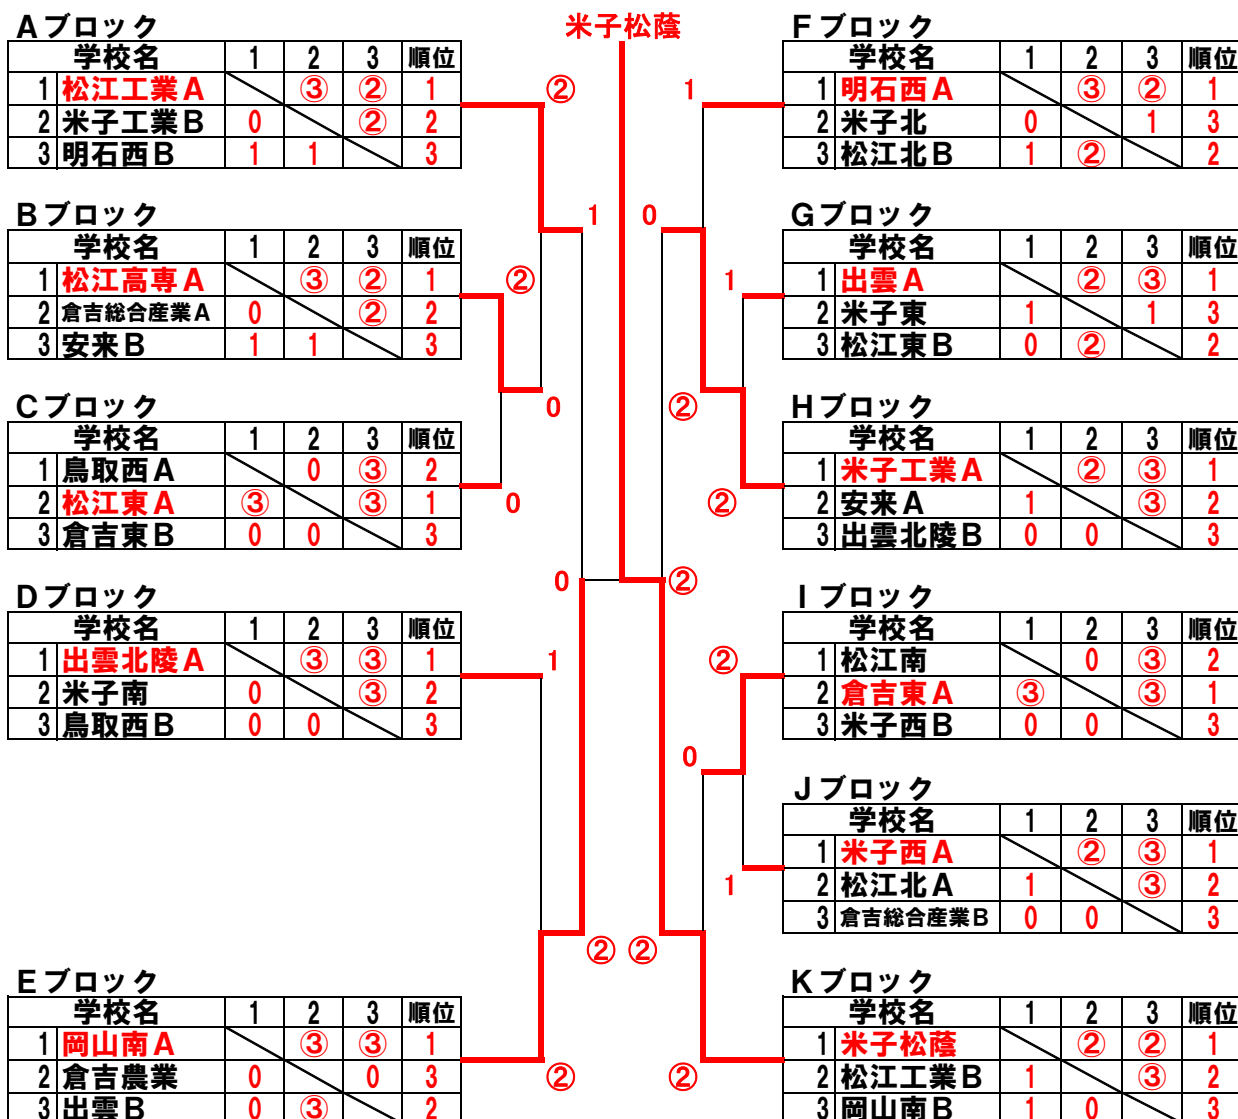 米子松蔭
Aブロック
学校名 1 2 3 順位
1 松江工業A ③ ② 1
2 米子工業B 0 ② 2
3 明石西B 1 1 3
Bブロック
学校名 1 2 3 順位
1 松江高専A ③ ② 1
2 倉吉総合産業A 0 ② 2
3 安来B 1 1 3
Cブロック
学校名 1 2 3 順位
1 鳥取西A 0 ③ 2
2 松江東A ③ ③ 1
3 倉吉東B 0 0 3
Dブロック
学校名 1 2 3 順位
1 出雲北陵A ③ ③ 1
2 米子南 0 ③ 2
3 鳥取西B 0 0 3
Eブロック
学校名 1 2 3 順位
1 岡山南A ③ ③ 1
2 倉吉農業 0 0 3
3 出雲B 0 ③ 2
② 1
1 0
② 1
0 ②
0 ②
0 ②
1 ②
0
1
② ②
② ②
Fブロック
学校名 1 2 3 順位
1 明石西A ③ ② 1
2 米子北 0 1 3
3 松江北B 1 ② 2
Gブロック
学校名 1 2 3 順位
1 出雲A ② ③ 1
2 米子東 1 1 3
3 松江東B 0 ② 2
Hブロック
学校名 1 2 3 順位
1 米子工業A ② ③ 1
2 安来A 1 ③ 2
3 出雲北陵B 0 0 3
Iブロック
学校名 1 2 3 順位
1 松江南 0 ③ 2
2 倉吉東A ③ ③ 1
3 米子西B 0 0 3
Jブロック
学校名 1 2 3 順位
1 米子西A ② ③ 1
2 松江北A 1 ③ 2
3 倉吉総合産業B 0 0 3
Kブロック
学校名 1 2 3 順位
1 米子松蔭 ② ② 1
2 松江工業B 1 ③ 2
3 岡山南B 1 0 3